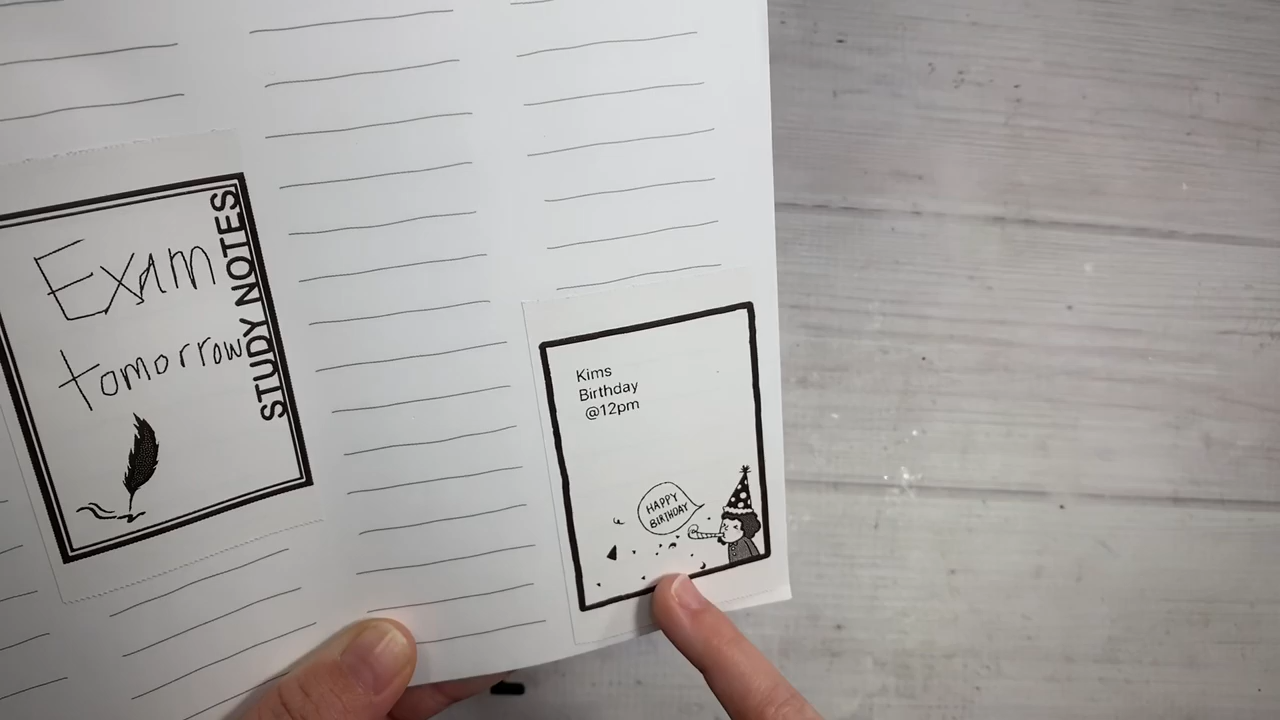 Exam
tomorrow
STUDY NOTES
Kims
Birthday
@12pm
HAPPY
BIRTHDAY